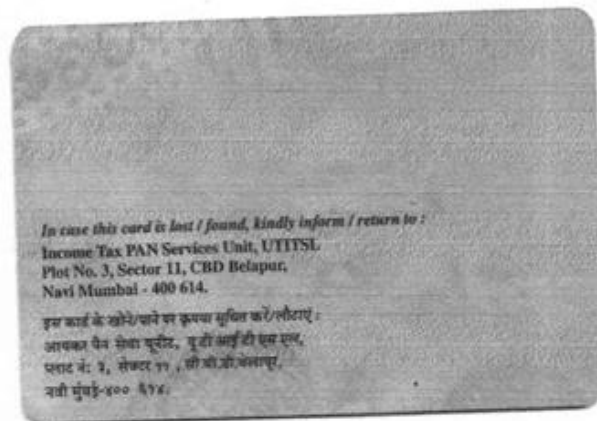 In case this card is lost / found, kindly inform / return to :
Income Tax PAN Services Unit, UTITSL
Plot No. 3, Sector 11, CBD Belapur,
Navi Mumbai - 400 614.
इस कार्ड के खोने/पाने पर कृपया सूचित करें/लौटाएं :
आयकर पैन सेवा यूनीट, यू टी आई टी एस एल,
प्लाट नं: ३, सेक्टर ११ , सी.बी.डी.बेलापूर,
नवी मुंबई-४०० ६१४.